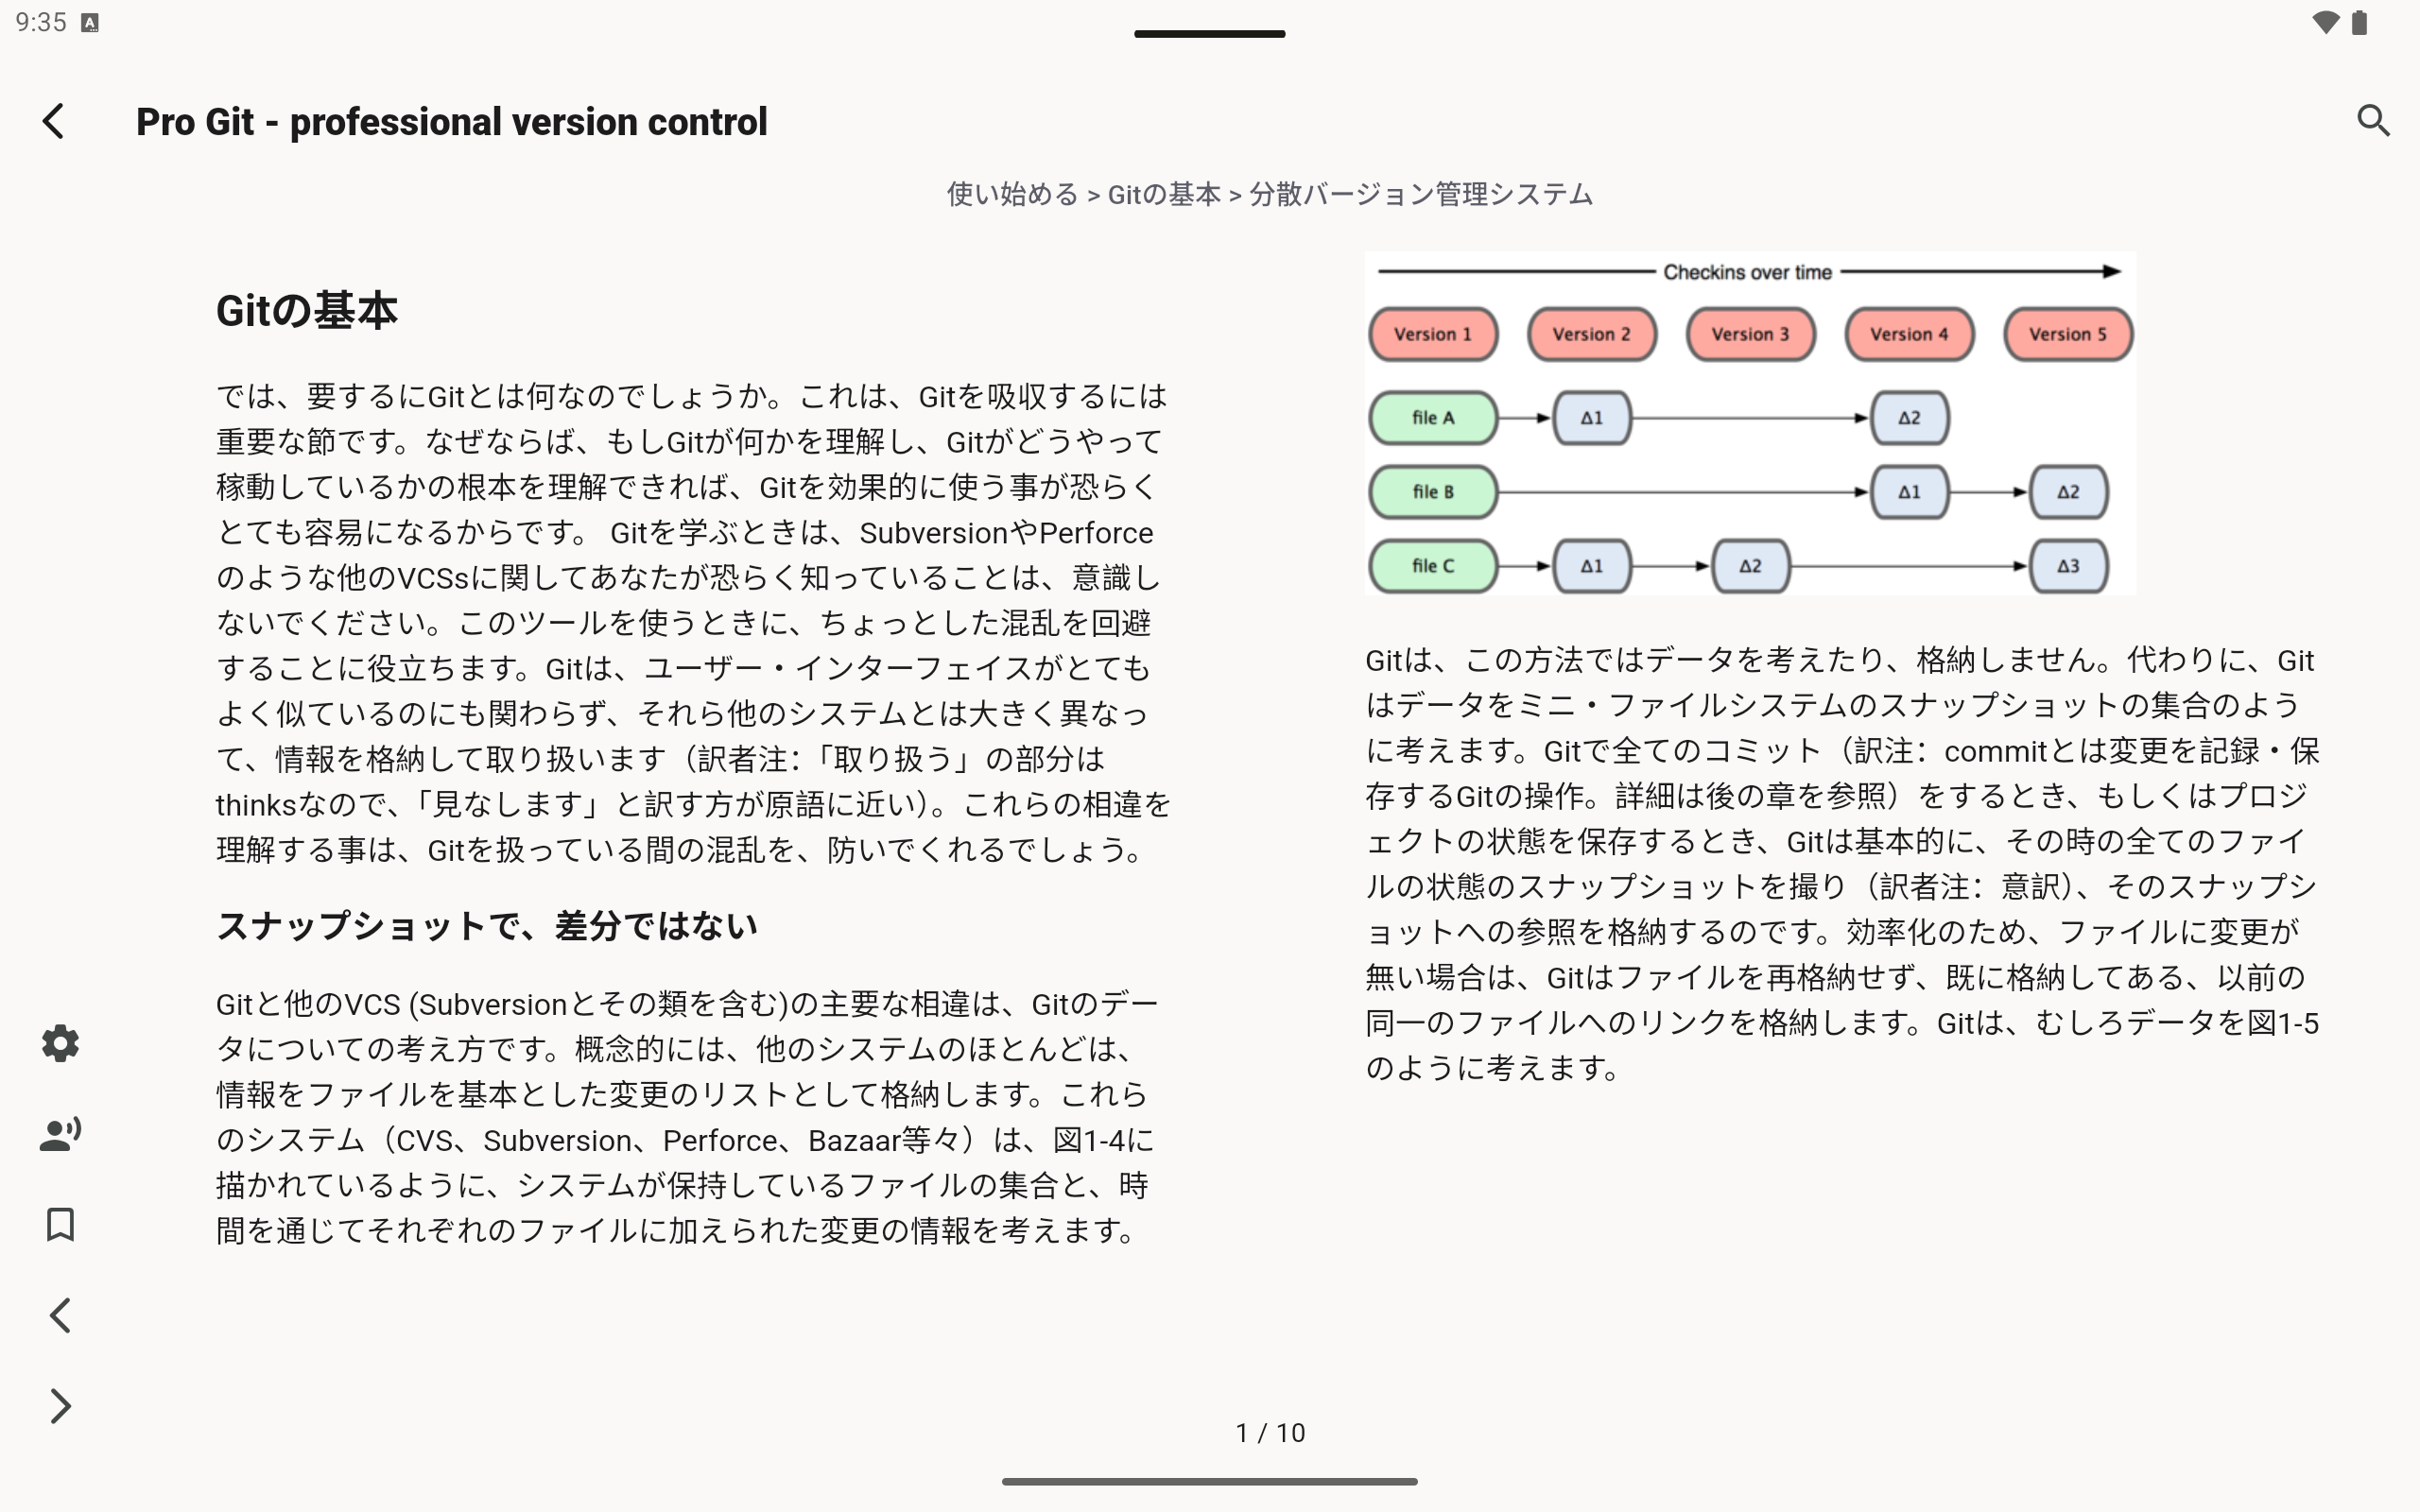 9:35
Pro Git - professional version control
使い始める > Gitの基本 > 分散バージョン管理システム
Gitの基本
では、要するにGitとは何なのでしょうか。これは、Gitを吸収するには
重要な節です。なぜならば、もしGitが何かを理解し、Gitがどうやって
稼動しているかの根本を理解できれば、Gitを効果的に使う事が恐らく
とても容易になるからです。 Gitを学ぶときは、SubversionやPerforce
のような他のVCSsに関してあなたが恐らく知っていることは、意識し
ないでください。このツールを使うときに、ちょっとした混乱を回避
することに役立ちます。Gitは、ユーザー・インターフェイスがとても
よく似ているのにも関わらず、それら他のシステムとは大きく異なっ
て、情報を格納して取り扱います（訳者注：「取り扱う」の部分は
thinksなので、「見なします」と訳す方が原語に近い）。これらの相違を
理解する事は、Gitを扱っている間の混乱を、防いでくれるでしょう。
スナップショットで、差分ではない
Gitと他のVCS (Subversionとその類を含む)の主要な相違は、Gitのデー
タについての考え方です。概念的には、他のシステムのほとんどは、
情報をファイルを基本とした変更のリストとして格納します。これら
のシステム（CVS、Subversion、Perforce、Bazaar等々）は、図1-4に
描かれているように、システムが保持しているファイルの集合と、時
間を通じてそれぞれのファイルに加えられた変更の情報を考えます。
Checkins over time
Version 1 Version 2 Version 3 Version 4 Version 5
file A Δ1 Δ2
file B Δ1 Δ2
file C Δ1 Δ2 Δ3
Gitは、この方法ではデータを考えたり、格納しません。代わりに、Git
はデータをミニ・ファイルシステムのスナップショットの集合のよう
に考えます。Gitで全てのコミット（訳注：commitとは変更を記録・保
存するGitの操作。詳細は後の章を参照）をするとき、もしくはプロジ
ェクトの状態を保存するとき、Gitは基本的に、その時の全てのファイ
ルの状態のスナップショットを撮り（訳者注：意訳）、そのスナップシ
ョットへの参照を格納するのです。効率化のため、ファイルに変更が
無い場合は、Gitはファイルを再格納せず、既に格納してある、以前の
同一のファイルへのリンクを格納します。Gitは、むしろデータを図1-5
のように考えます。
1 / 10